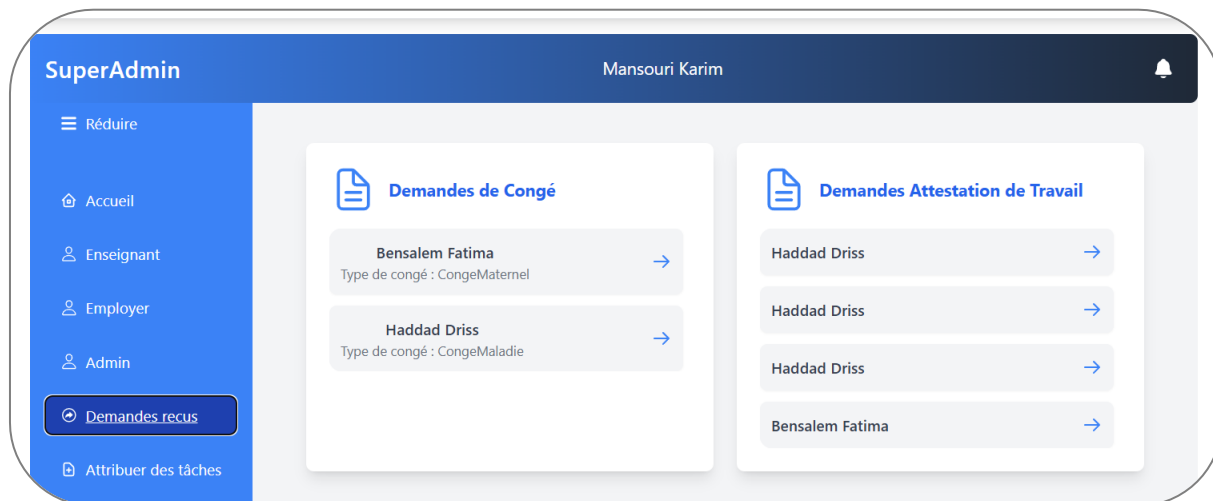 SuperAdmin
Mansouri Karim
Réduire
Accueil
Enseignant
Employer
Admin
Demandes recus
Attribuer des tâches
Demandes de Congé
Bensalem Fatima
Type de congé : CongeMaternel
Haddad Driss
Type de congé : CongeMaladie
Demandes Attestation de Travail
Haddad Driss
Haddad Driss
Haddad Driss
Bensalem Fatima